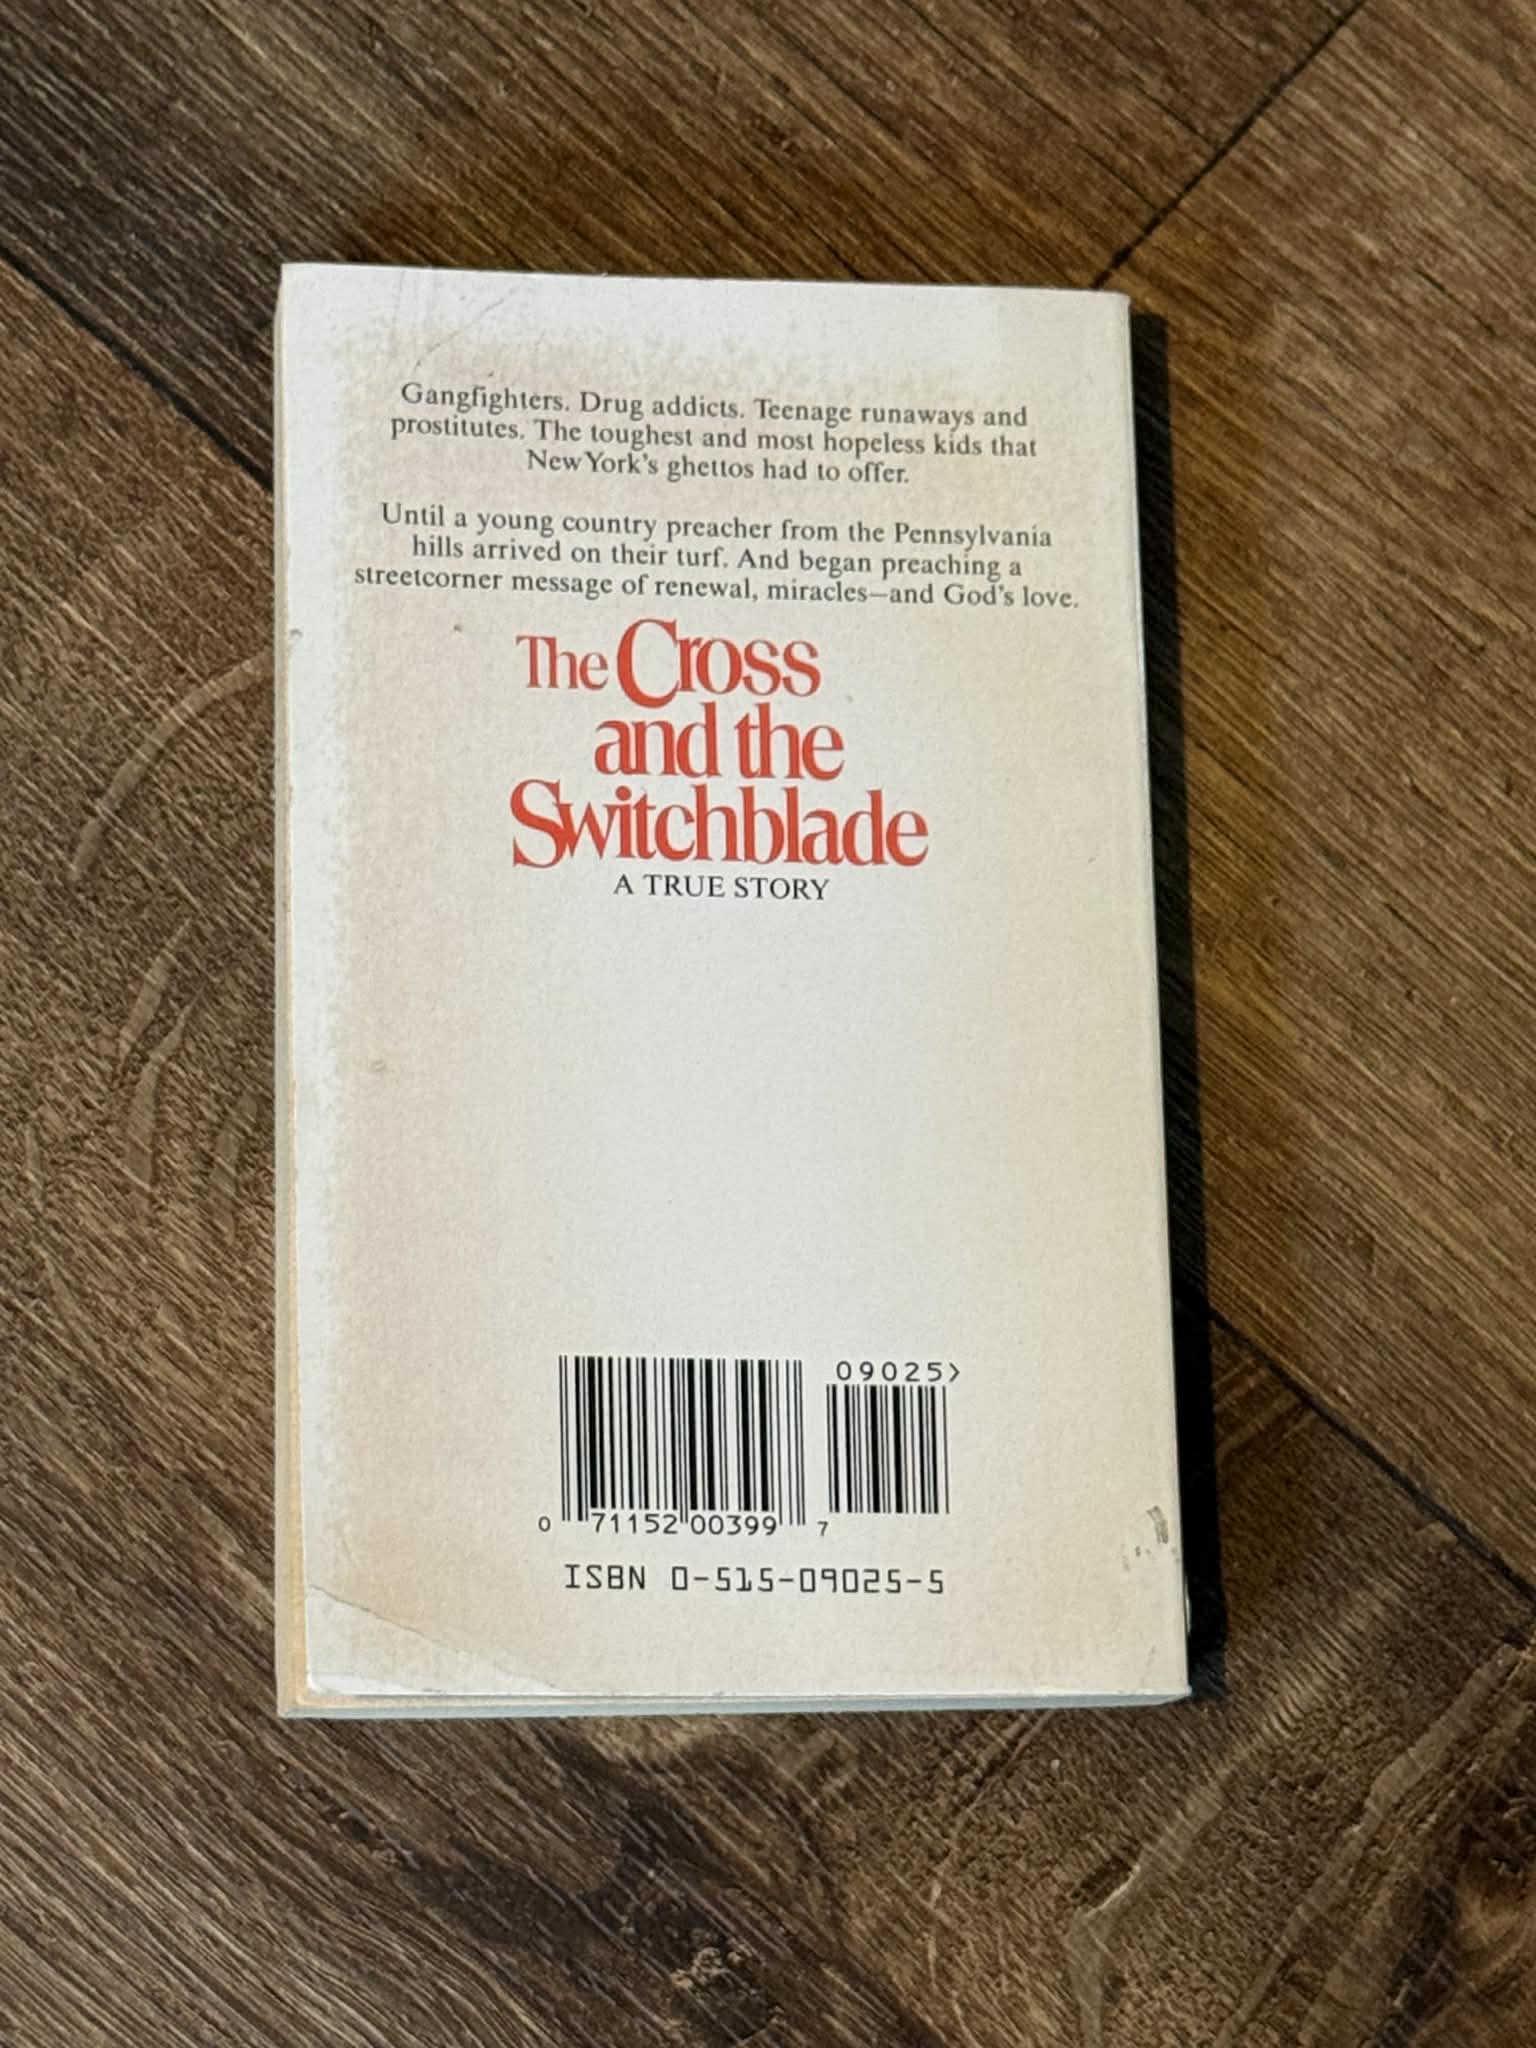 Gangfighters. Drug addicts. Teenage runaways and
prostitutes. The toughest and most hopeless kids that
New York's ghettos had to offer.
Until a young country preacher from the Pennsylvania
hills arrived on their turf. And began preaching a
streetcorner message of renewal, miracles—and God's love.
The Cross
and the
Switchblade
A TRUE STORY
09025>
0 71152 00399 7
ISBN 0-515-09025-5